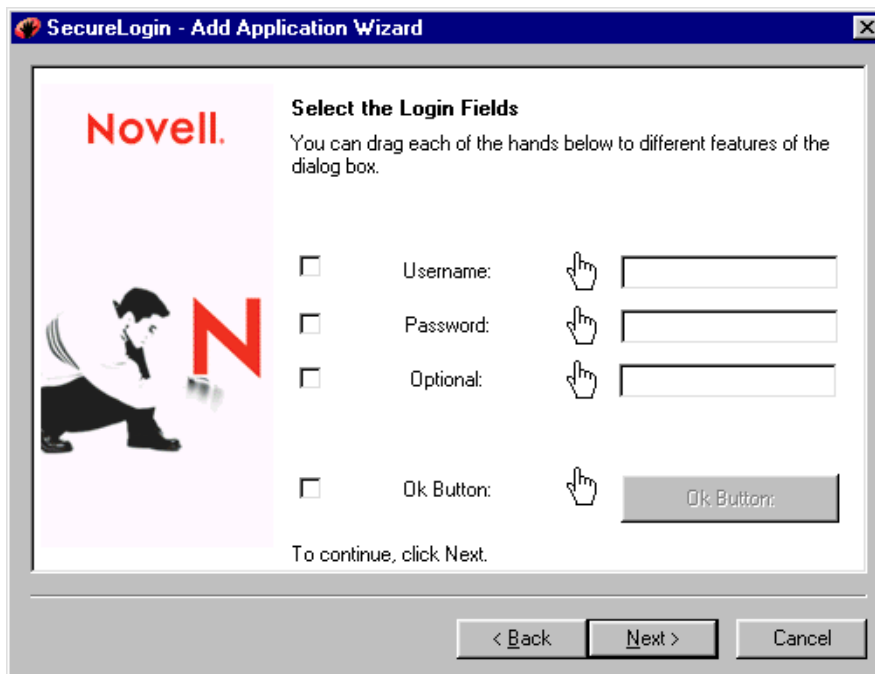 SecureLogin - Add Application Wizard
Novell.
N
Select the Login Fields
You can drag each of the hands below to different features of the
dialog box.
Username:
Password:
Optional:
Ok Button:
Ok Button:
To continue, click Next.
< Back
Next >
Cancel